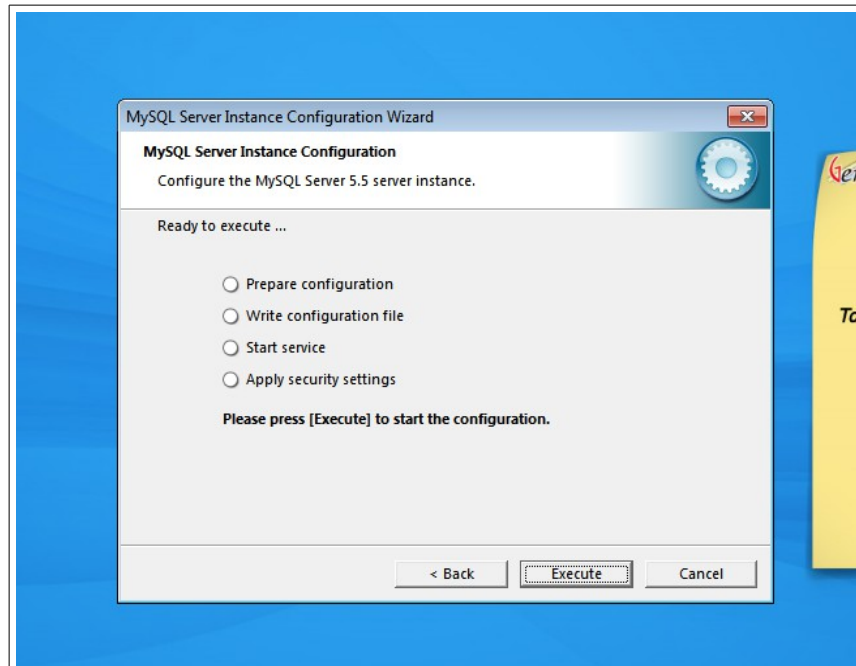 MySQL Server Instance Configuration Wizard
MySQL Server Instance Configuration
Configure the MySQL Server 5.5 server instance.
Ready to execute ...
Prepare configuration
Write configuration file
Start service
Apply security settings
Please press [Execute] to start the configuration.
< Back
Execute
Cancel